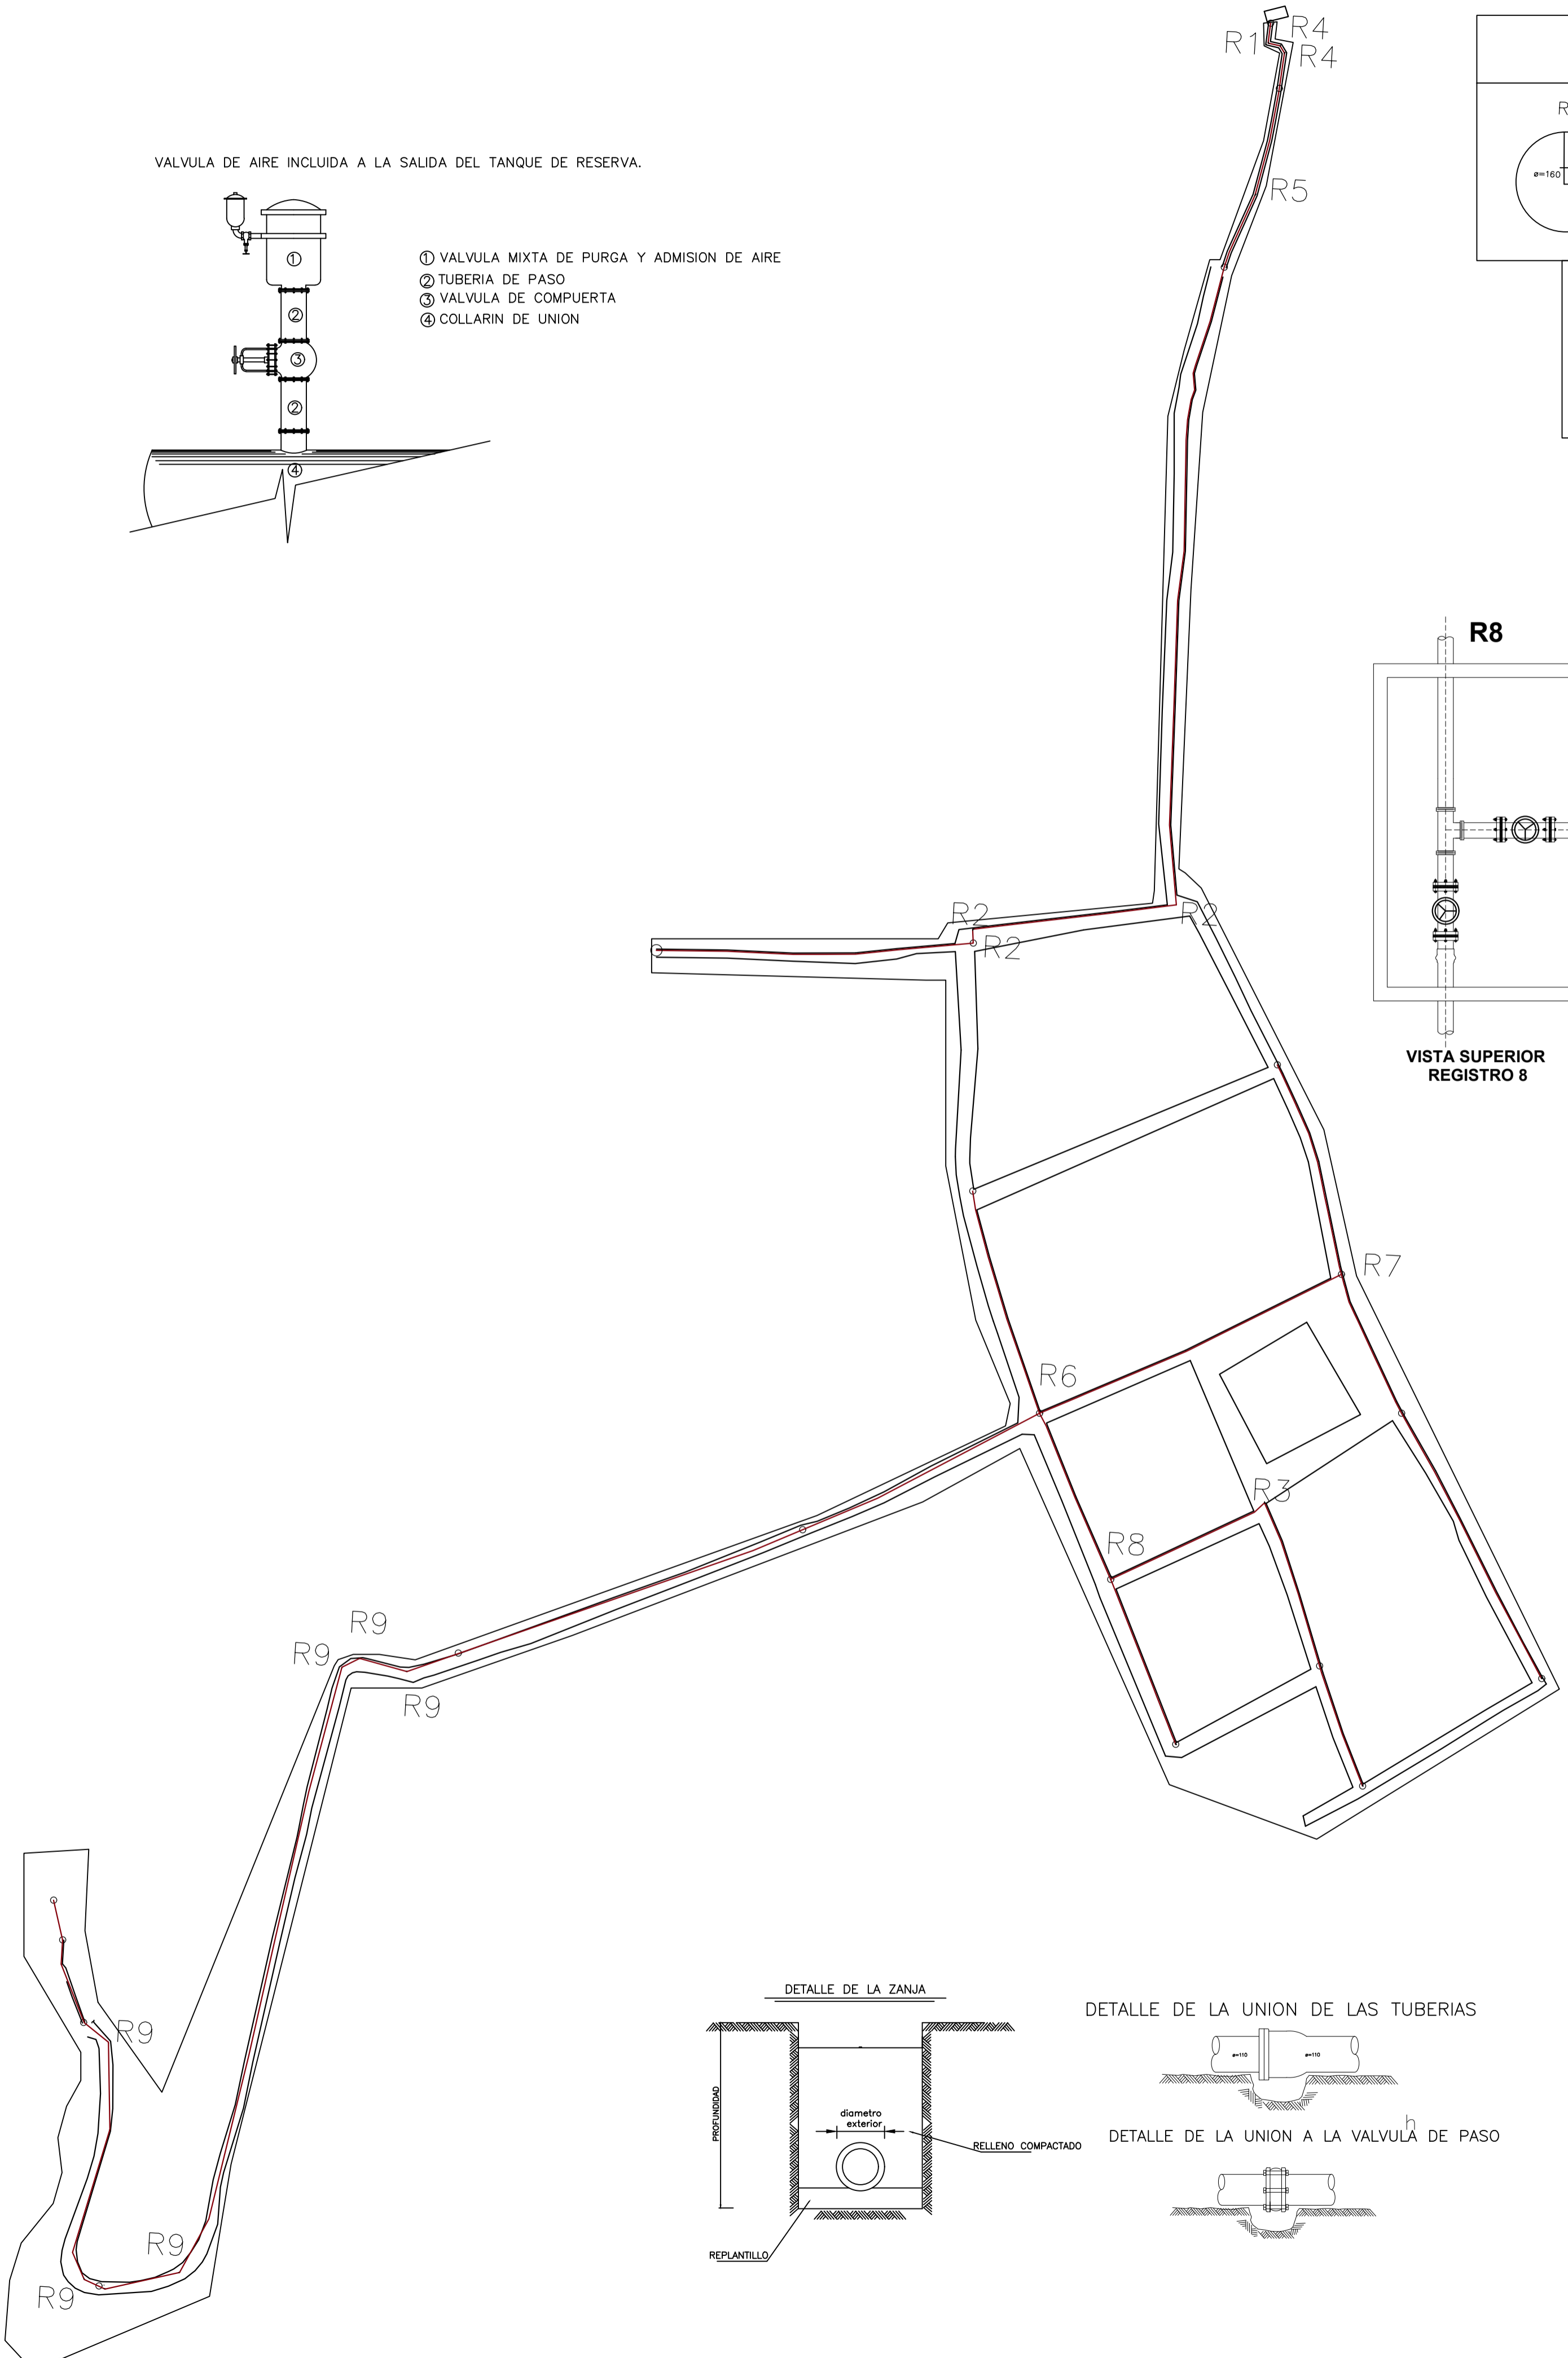 R4
R1
R4
R
ø=160
VALVULA DE AIRE INCLUIDA A LA SALIDA DEL TANQUE DE RESERVA.
R5
1
1 VALVULA MIXTA DE PURGA Y ADMISION DE AIRE
2 TUBERIA DE PASO
2
3 VALVULA DE COMPUERTA
4 COLLARIN DE UNION
3
2
4
R8
R2
R2
R2
VISTA SUPERIOR
REGISTRO 8
R7
R6
R3
R8
R9
R9
R9
DETALLE DE LA ZANJA
DETALLE DE LA UNION DE LAS TUBERIAS
R9
ø=110
ø=110
PROFUNDIDAD
diametro
exterior
h
DETALLE DE LA UNION A LA VALVULA DE PASO
RELLENO COMPACTADO
R9
REPLANTILLO
R9